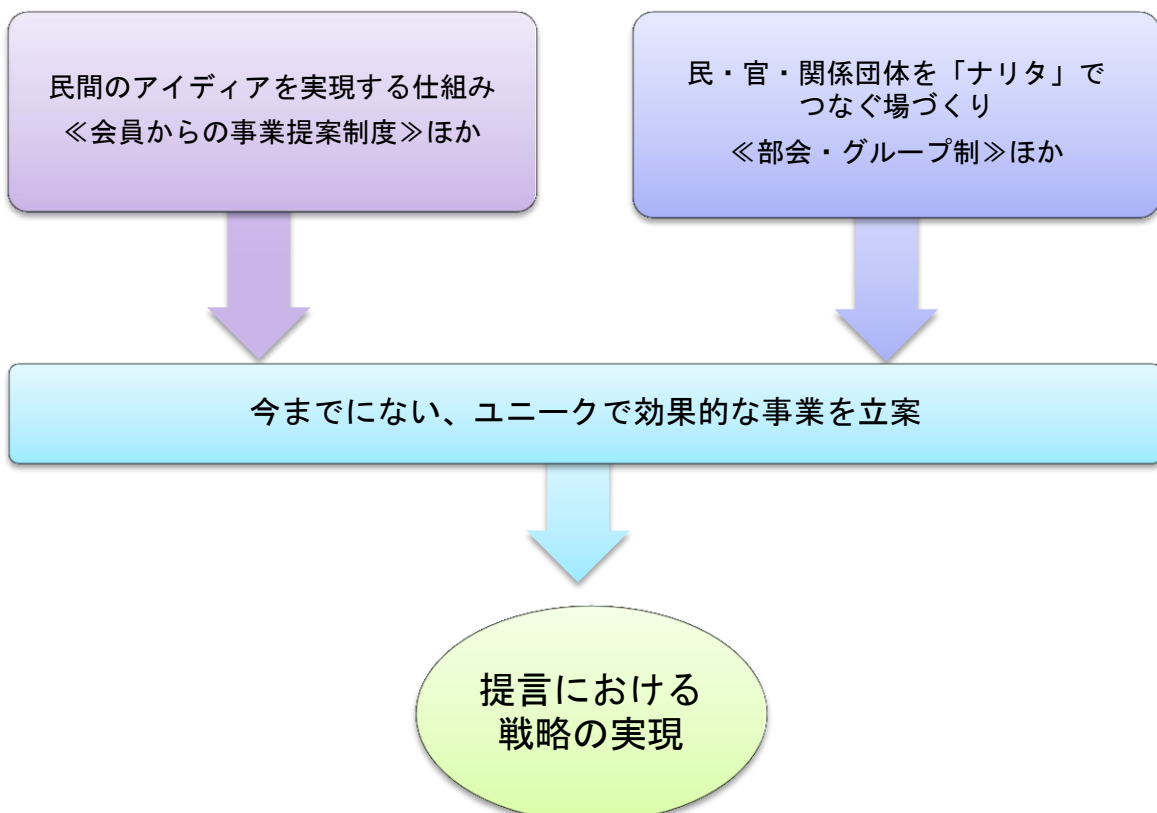 民間のアイディアを実現する仕組み
≪会員からの事業提案制度≫ほか
民・官・関係団体を「ナリタ」で
つなぐ場づくり
≪部会・グループ制≫ほか
今までにない、ユニークで効果的な事業を立案
提言における
戦略の実現